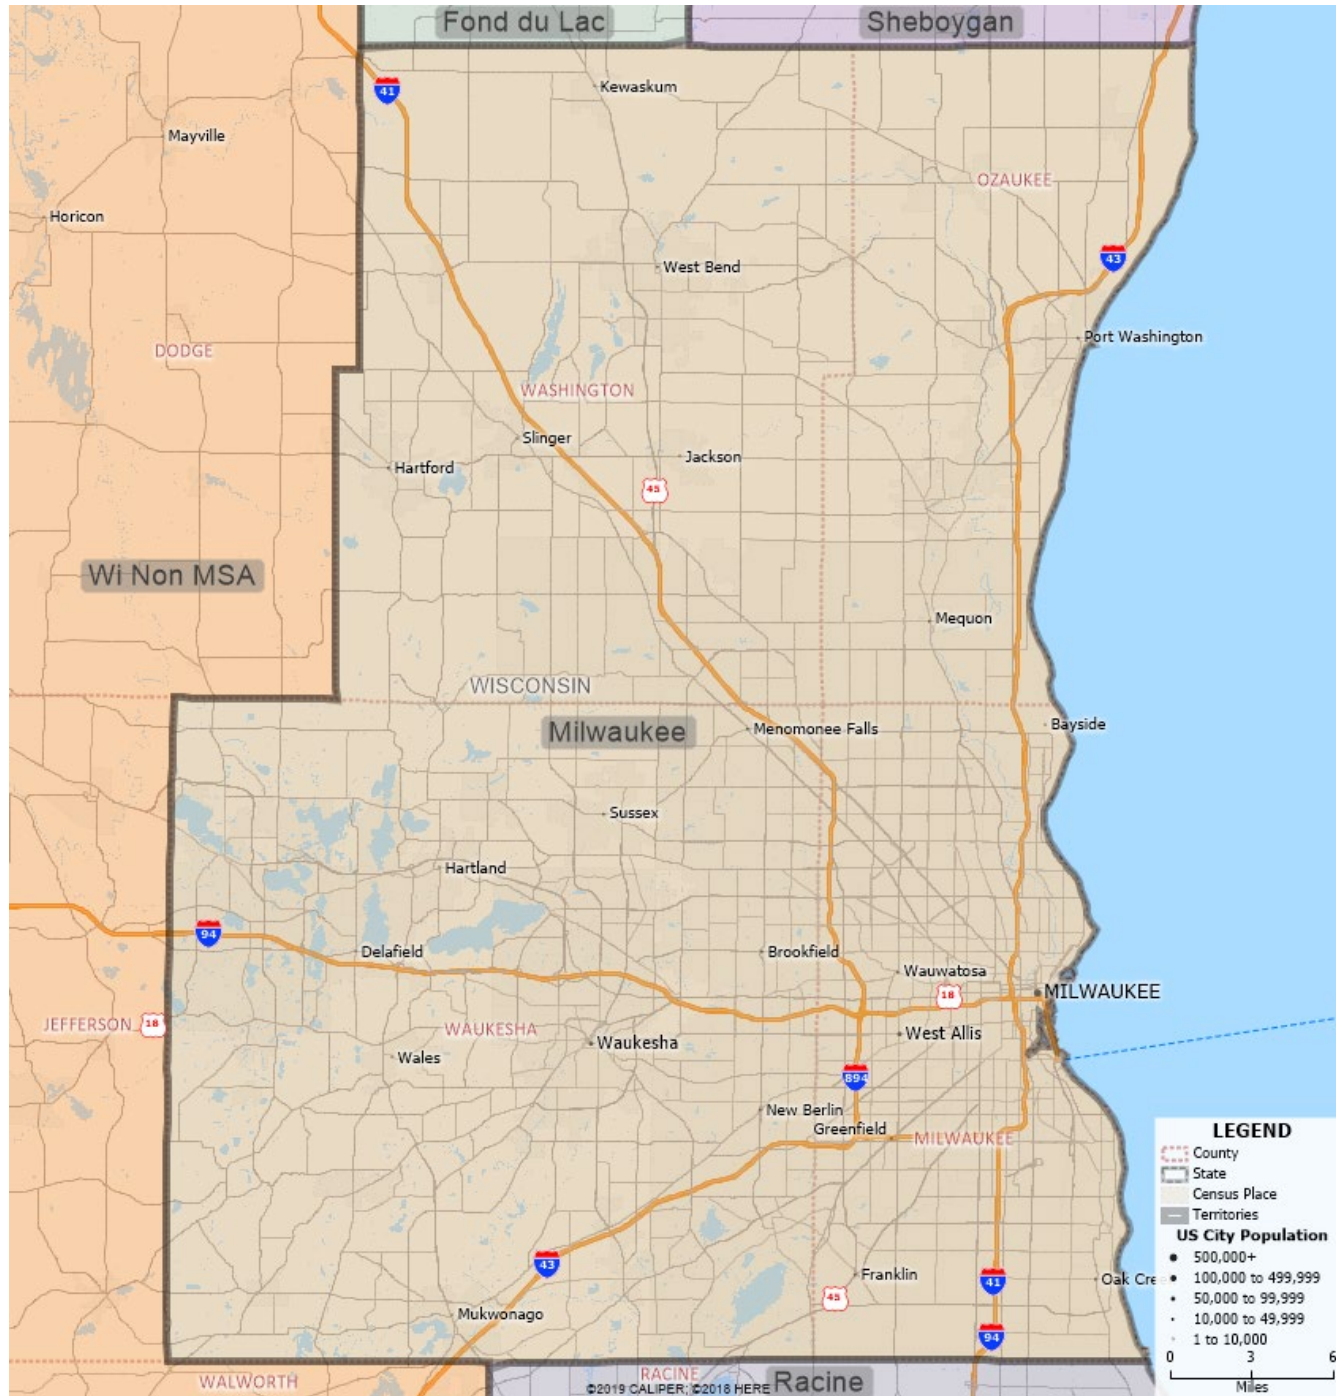 Fond du Lac
Sheboygan
Kewaskum
41
Mayville
OZAUKEE
Horicon
43
West Bend
Port Washington
DODGE
WASHINGTON
Slinger
Jackson
Hartford
45
Wi Non MSA
Mequon
WISCONSIN
Milwaukee
Menomonee Falls
Bayside
Sussex
Hartland
94
Delafield
Brookfield
Wauwatosa
18
MILWAUKEE
JEFFERSON
18
WAUKESHA
Waukesha
West Allis
Wales
894
New Berlin
Greenfield
MILWAUKEE
43
Franklin
41
Oak Cre
45
Mukwonago
94
LEGEND
County
State
Census Place
Territories
US City Population
500,000+
100,000 to 499,999
50,000 to 99,999
10,000 to 49,999
1 to 10,000
0 3 6
Miles
WALWORTH
RACINE
Racine
©2019 CALIPER; ©2018 HERE